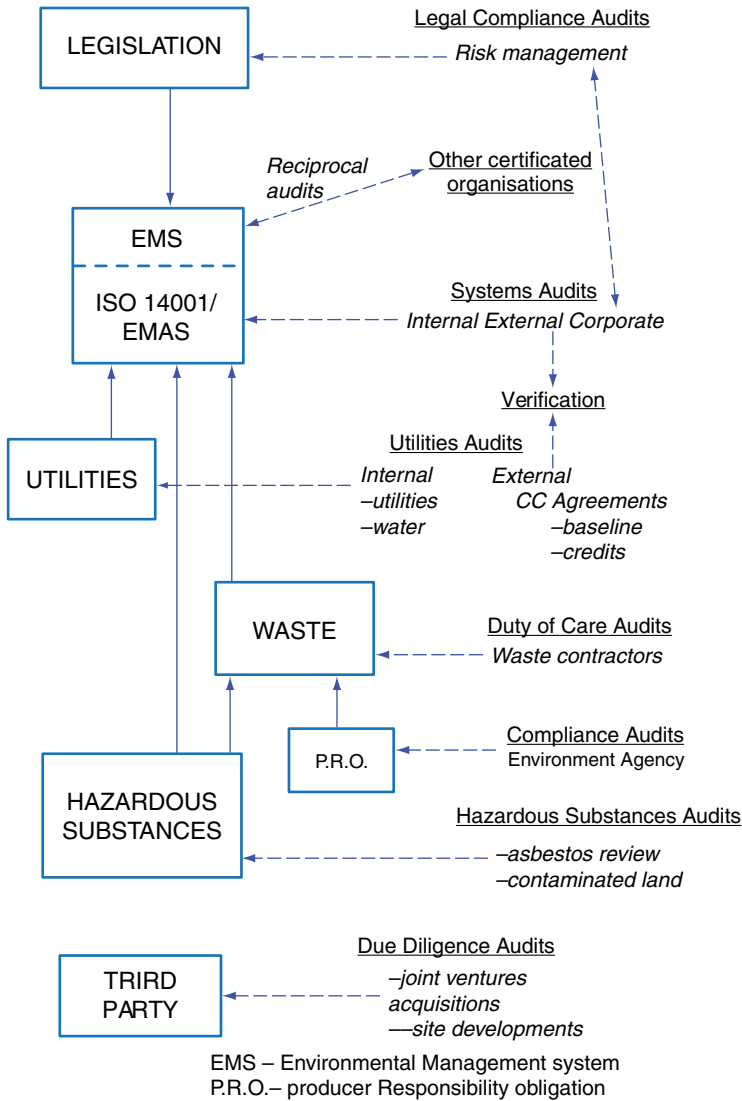 Legal Compliance Audits
LEGISLATION
Risk management
Reciprocal
audits
Other certificated
organisations
EMS
ISO 14001/
EMAS
Systems Audits
Internal External Corporate
Verification
Utilities Audits
UTILITIES
Internal
–utilities
–water
External
CC Agreements
–baseline
–credits
WASTE
Duty of Care Audits
Waste contractors
P.R.O.
Compliance Audits
Environment Agency
HAZARDOUS
SUBSTANCES
Hazardous Substances Audits
–asbestos review
–contaminated land
Due Diligence Audits
TRIRD
PARTY
–joint ventures
acquisitions
––site developments
EMS – Environmental Management system
P.R.O.– producer Responsibility obligation